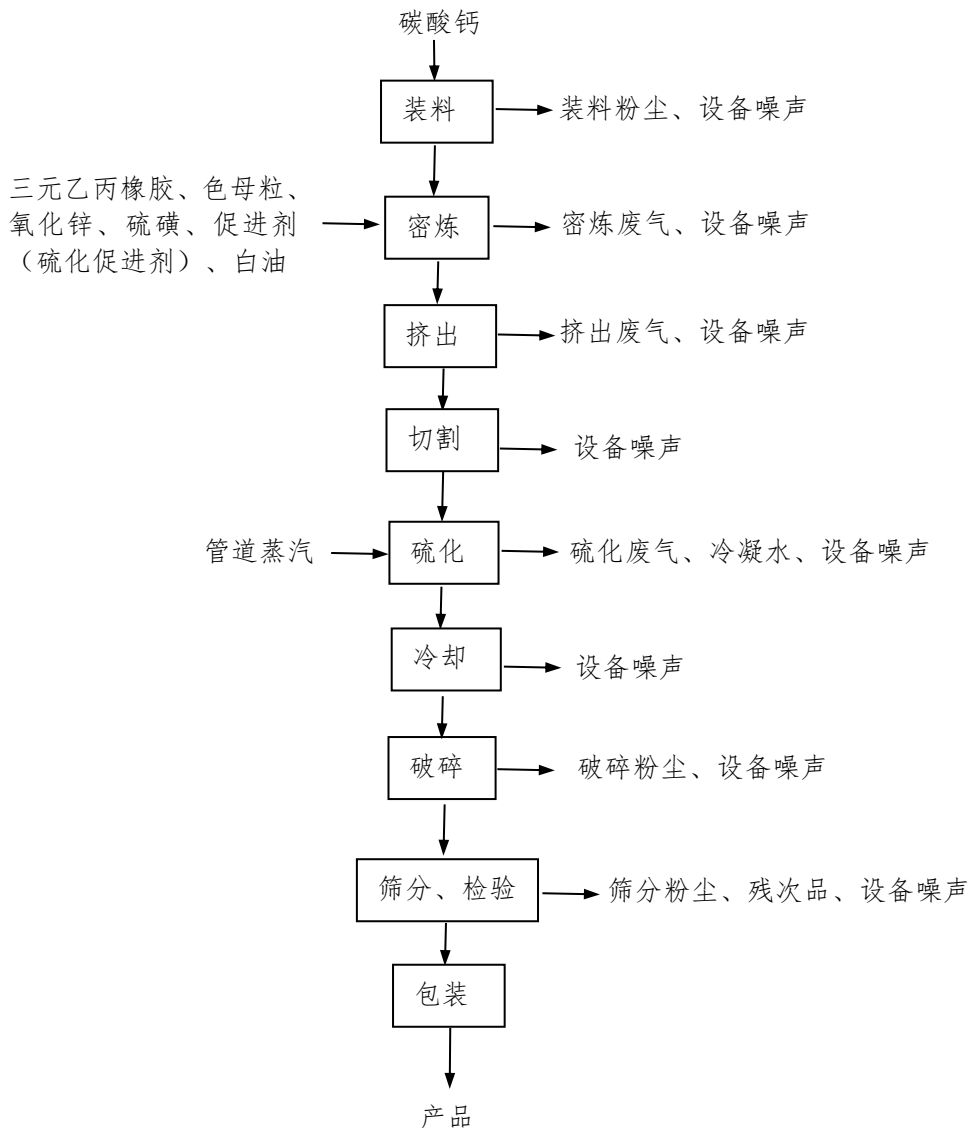 碳酸钙
装料
装料粉尘、设备噪声
三元乙丙橡胶、色母粒、
氧化锌、硫磺、促进剂
（硫化促进剂）、白油
密炼
密炼废气、设备噪声
挤出
挤出废气、设备噪声
切割
设备噪声
管道蒸汽
硫化
硫化废气、冷凝水、设备噪声
冷却
设备噪声
破碎
破碎粉尘、设备噪声
筛分、检验
筛分粉尘、残次品、设备噪声
包装
产品